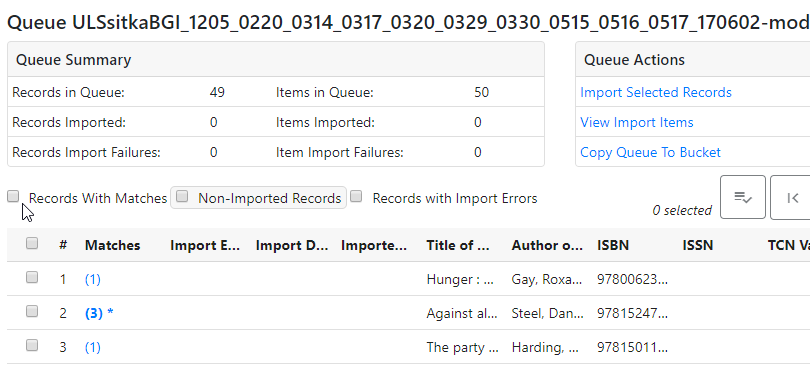 Queue ULSsitkaBGI_1205_0220_0314_0317_0320_0329_0330_0515_0516_0517_170602-mod
Queue Summary
Records in Queue: 49 Items in Queue: 50
Records Imported: 0 Items Imported: 0
Records Import Failures: 0 Item Import Failures: 0
Queue Actions
Import Selected Records
View Import Items
Copy Queue To Bucket
Records With Matches Non-Imported Records Records with Import Errors
0 selected
# Matches Import E... Import D... Importe... Title of ... Author o... ISBN ISSN TCN Va
1 (1) Hunger : ... Gay, Roxa... 97800623...
2 (3) * Against al... Steel, Dan... 97815247...
3 (1) The party ... Harding, ... 97815011...